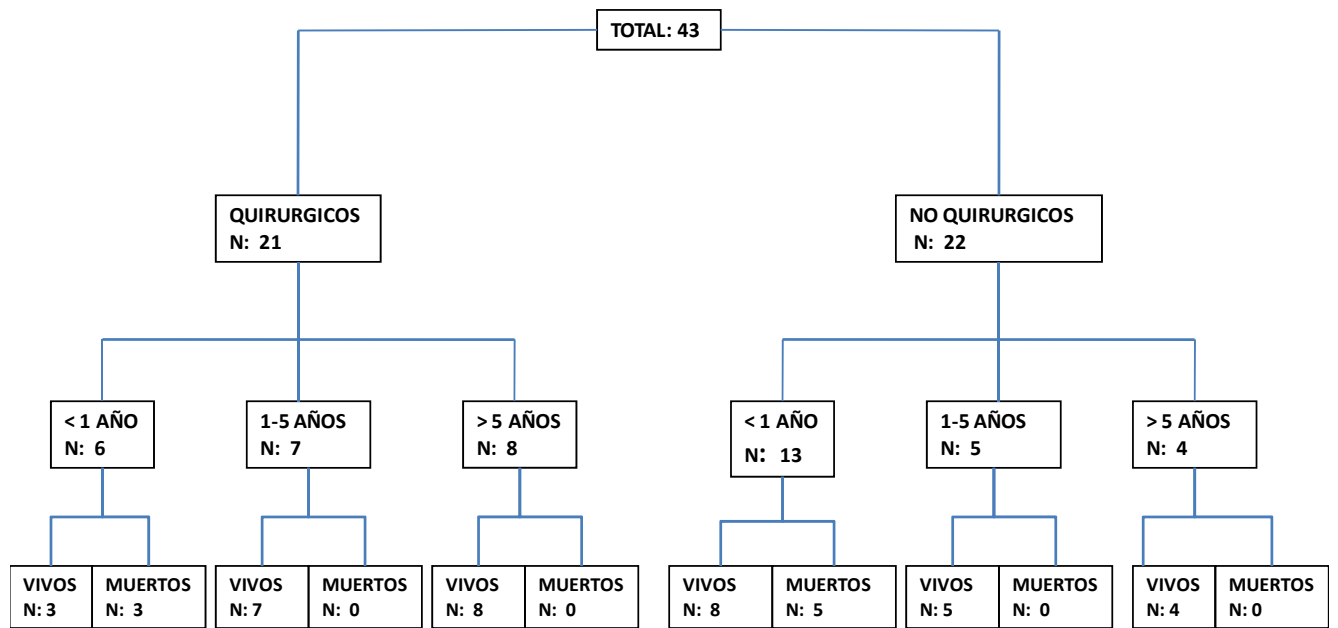 TOTAL: 43
QUIRURGICOS
N: 21
NO QUIRURGICOS
N: 22
< 1 AÑO
N: 6
1-5 AÑOS
N: 7
> 5 AÑOS
N: 8
< 1 AÑO
N: 13
1-5 AÑOS
N: 5
> 5 AÑOS
N: 4
VIVOS
N: 3
MUERTOS
N: 3
VIVOS
N: 7
MUERTOS
N: 0
VIVOS
N: 8
MUERTOS
N: 0
VIVOS
N: 8
MUERTOS
N: 5
VIVOS
N: 5
MUERTOS
N: 0
VIVOS
N: 4
MUERTOS
N: 0